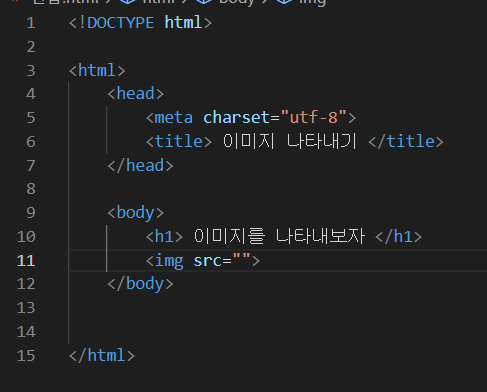 html > body > img
1 <!DOCTYPE html>
2
3 <html>
4 <head>
5 <meta charset="utf-8">
6 <title> 이미지 나타내기 </title>
7 </head>
8
9 <body>
10 <h1> 이미지를 나타내보자 </h1>
11 <img src="">
12 </body>
13
14
15 </html>